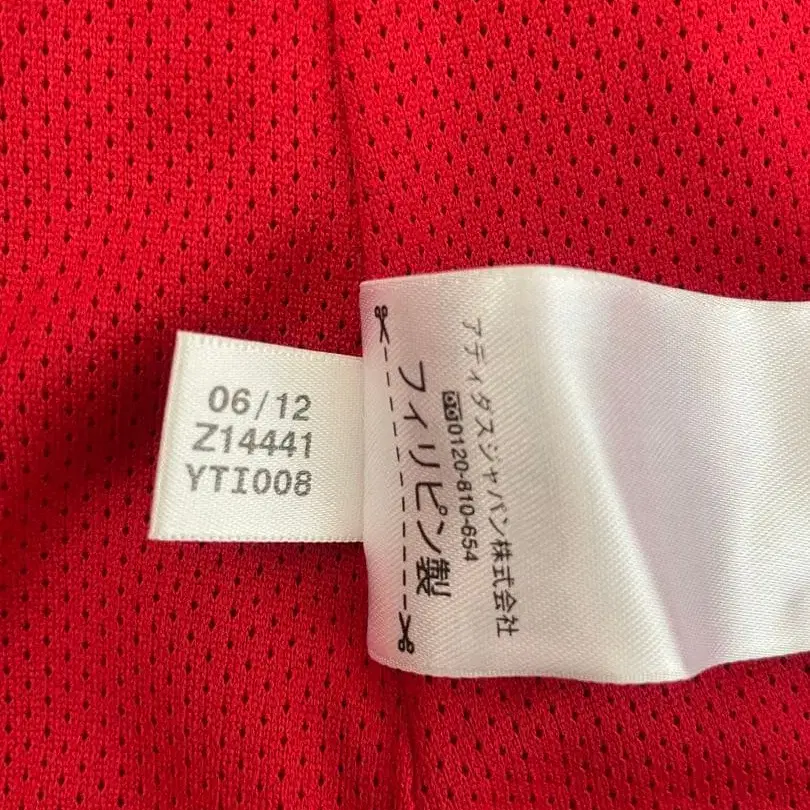 06/12
Z14441
YTI008
アディダスジャパン株式会社
0120-810-654
フィリピン製